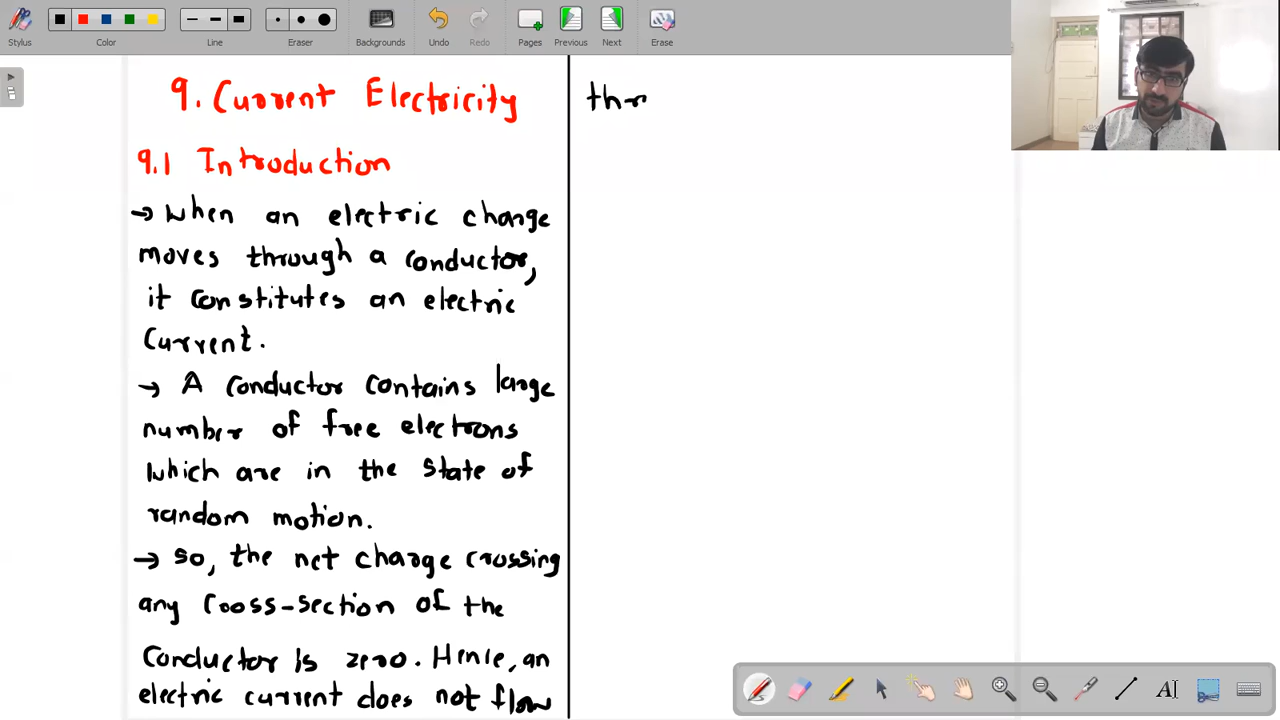 Stylus
Color
Line
Eraser
Backgrounds
Undo
Redo
Pages
Previous
Next
Erase
9. Current Electricity
9.1 Introduction
→ When an electric charge
moves through a conductor,
it constitutes an electric
Current.
→ A conductor contains large
number of free electrons
which are in the state of
random motion.
→ So, the net charge crossing
any cross-section of the
Conductor is zero. Hence, an
electric current does not flow
thr
A